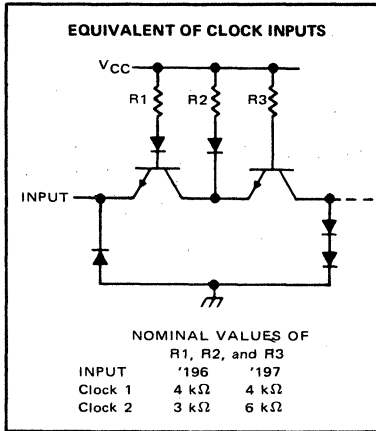 EQUIVALENT OF CLOCK INPUTS
VCC
R1 R2 R3
INPUT
NOMINAL VALUES OF
R1, R2, and R3
INPUT '196 '197
Clock 1 4 kΩ 4 kΩ
Clock 2 3 kΩ 6 kΩ